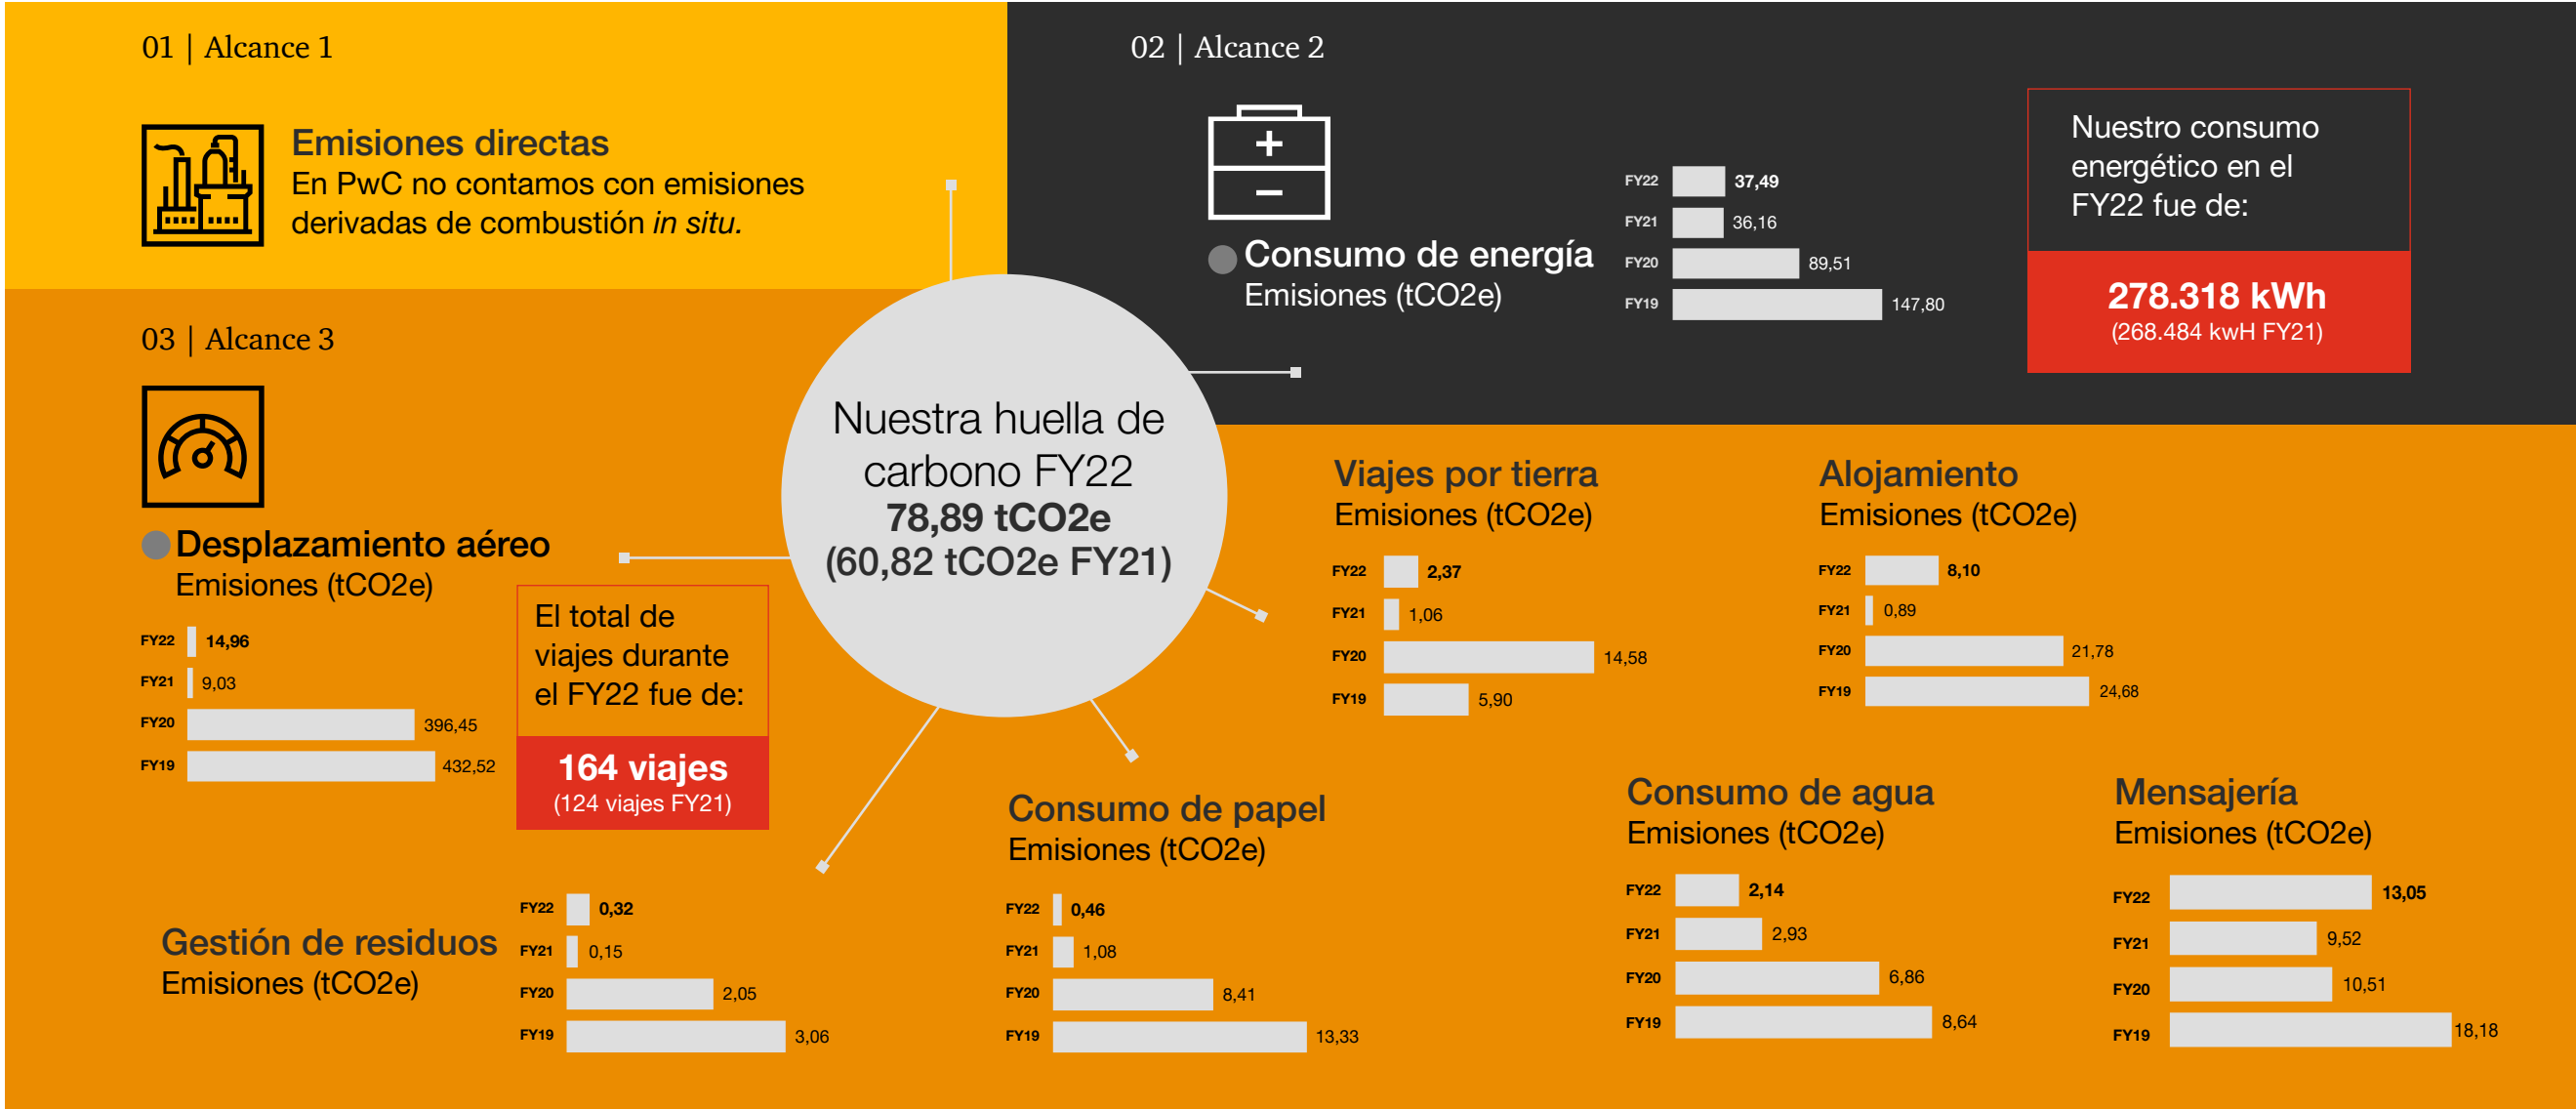 01 | Alcance 1
Emisiones directas
En PwC no contamos con emisiones
derivadas de combustión in situ.
02 | Alcance 2
+
−
Consumo de energía
Emisiones (tCO2e)
FY22 37,49
FY21 36,16
FY20 89,51
FY19 147,80
Nuestro consumo
energético en el
FY22 fue de:
278.318 kWh
(268.484 kwH FY21)
Nuestra huella de
carbono FY22
78,89 tCO2e
(60,82 tCO2e FY21)
03 | Alcance 3
Desplazamiento aéreo
Emisiones (tCO2e)
FY22 14,96
FY21 9,03
FY20 396,45
FY19 432,52
El total de
viajes durante
el FY22 fue de:
164 viajes
(124 viajes FY21)
Viajes por tierra
Emisiones (tCO2e)
FY22 2,37
FY21 1,06
FY20 14,58
FY19 5,90
Alojamiento
Emisiones (tCO2e)
FY22 8,10
FY21 0,89
FY20 21,78
FY19 24,68
Gestión de residuos
Emisiones (tCO2e)
FY22 0,32
FY21 0,15
FY20 2,05
FY19 3,06
Consumo de papel
Emisiones (tCO2e)
FY22 0,46
FY21 1,08
FY20 8,41
FY19 13,33
Consumo de agua
Emisiones (tCO2e)
FY22 2,14
FY21 2,93
FY20 6,86
FY19 8,64
Mensajería
Emisiones (tCO2e)
FY22 13,05
FY21 9,52
FY20 10,51
FY19 18,18